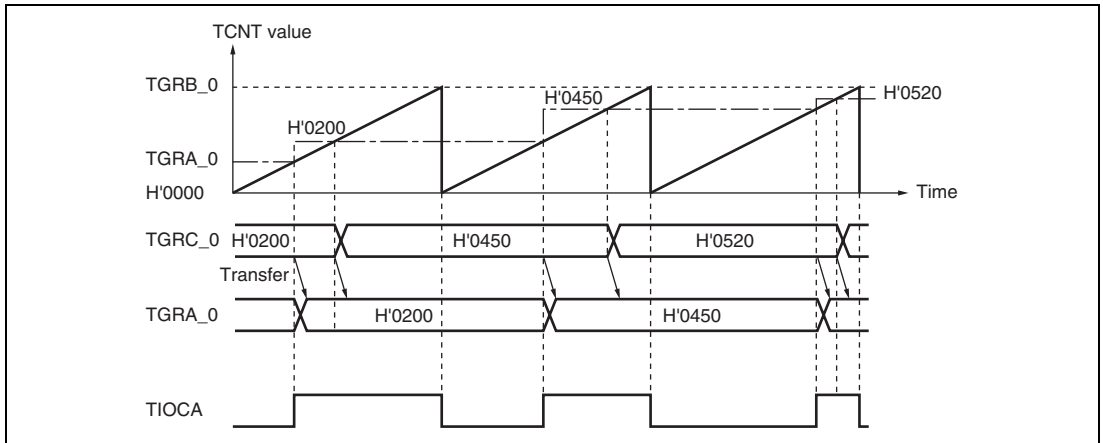 TCNT value
TGRB_0
H'0450
H'0520
H'0200
TGRA_0
H'0000
Time
TGRC_0
H'0200
H'0450
H'0520
Transfer
TGRA_0
H'0200
H'0450
TIOCA